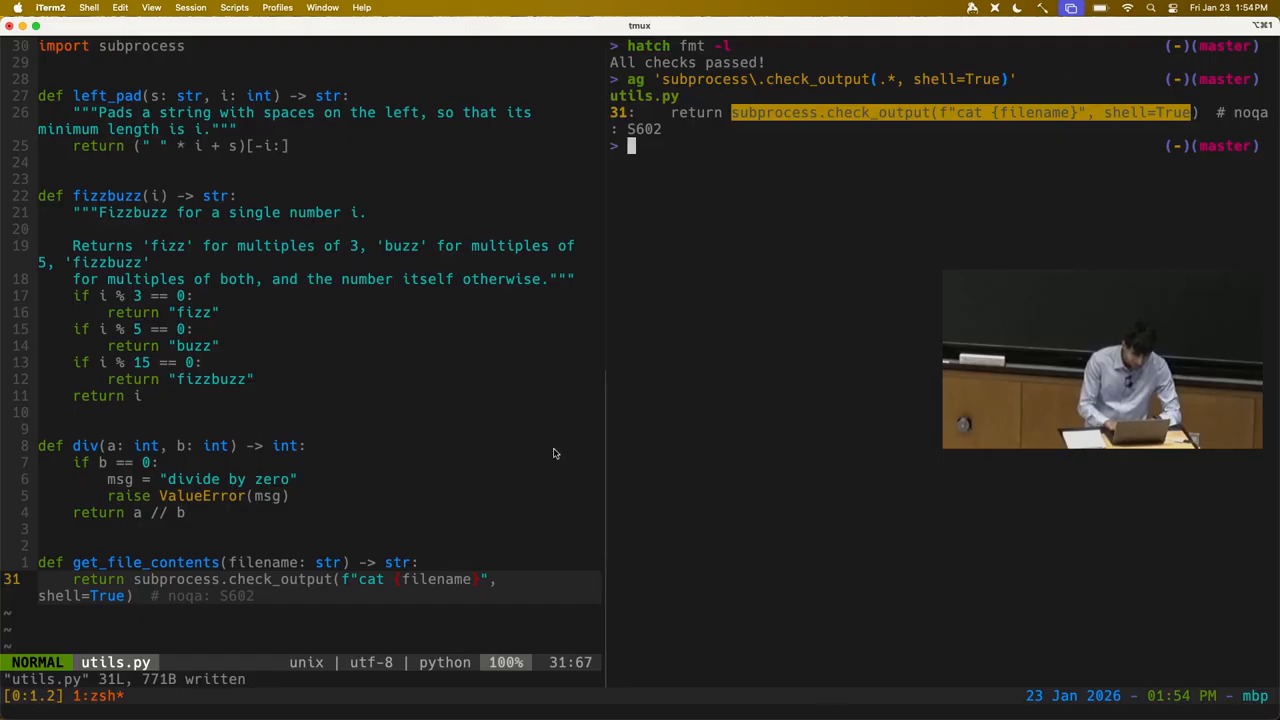 iTerm2 Shell Edit View Session Scripts Profiles Window Help Fri Jan 23 1:54 PM
tmux ⌥⌘1
30 import subprocess
29
28
27 def left_pad(s: str, i: int) -> str:
26     """Pads a string with spaces on the left, so that its
minimum length is i."""
25     return (" " * i + s)[-i:]
24
23
22 def fizzbuzz(i) -> str:
21     """Fizzbuzz for a single number i.
20
19     Returns 'fizz' for multiples of 3, 'buzz' for multiples of
5, 'fizzbuzz'
18     for multiples of both, and the number itself otherwise."""
17     if i % 3 == 0:
16         return "fizz"
15     if i % 5 == 0:
14         return "buzz"
13     if i % 15 == 0:
12         return "fizzbuzz"
11     return i
10
9
8 def div(a: int, b: int) -> int:
7     if b == 0:
6         msg = "divide by zero"
5         raise ValueError(msg)
4     return a // b
3
2
1 def get_file_contents(filename: str) -> str:
31     return subprocess.check_output(f"cat {filename}",
shell=True)  # noqa: S602
~
~
~
NORMAL utils.py unix | utf-8 | python 100% 31:67
"utils.py" 31L, 771B written
> hatch fmt -l (-)(master)
All checks passed!
> ag 'subprocess\.check_output(.*, shell=True)' (-)(master)
utils.py
31:    return subprocess.check_output(f"cat {filename}", shell=True)  # noqa
: S602
> (-)(master)
[0:1.2] 1:zsh* 23 Jan 2026 - 01:54 PM - mbp